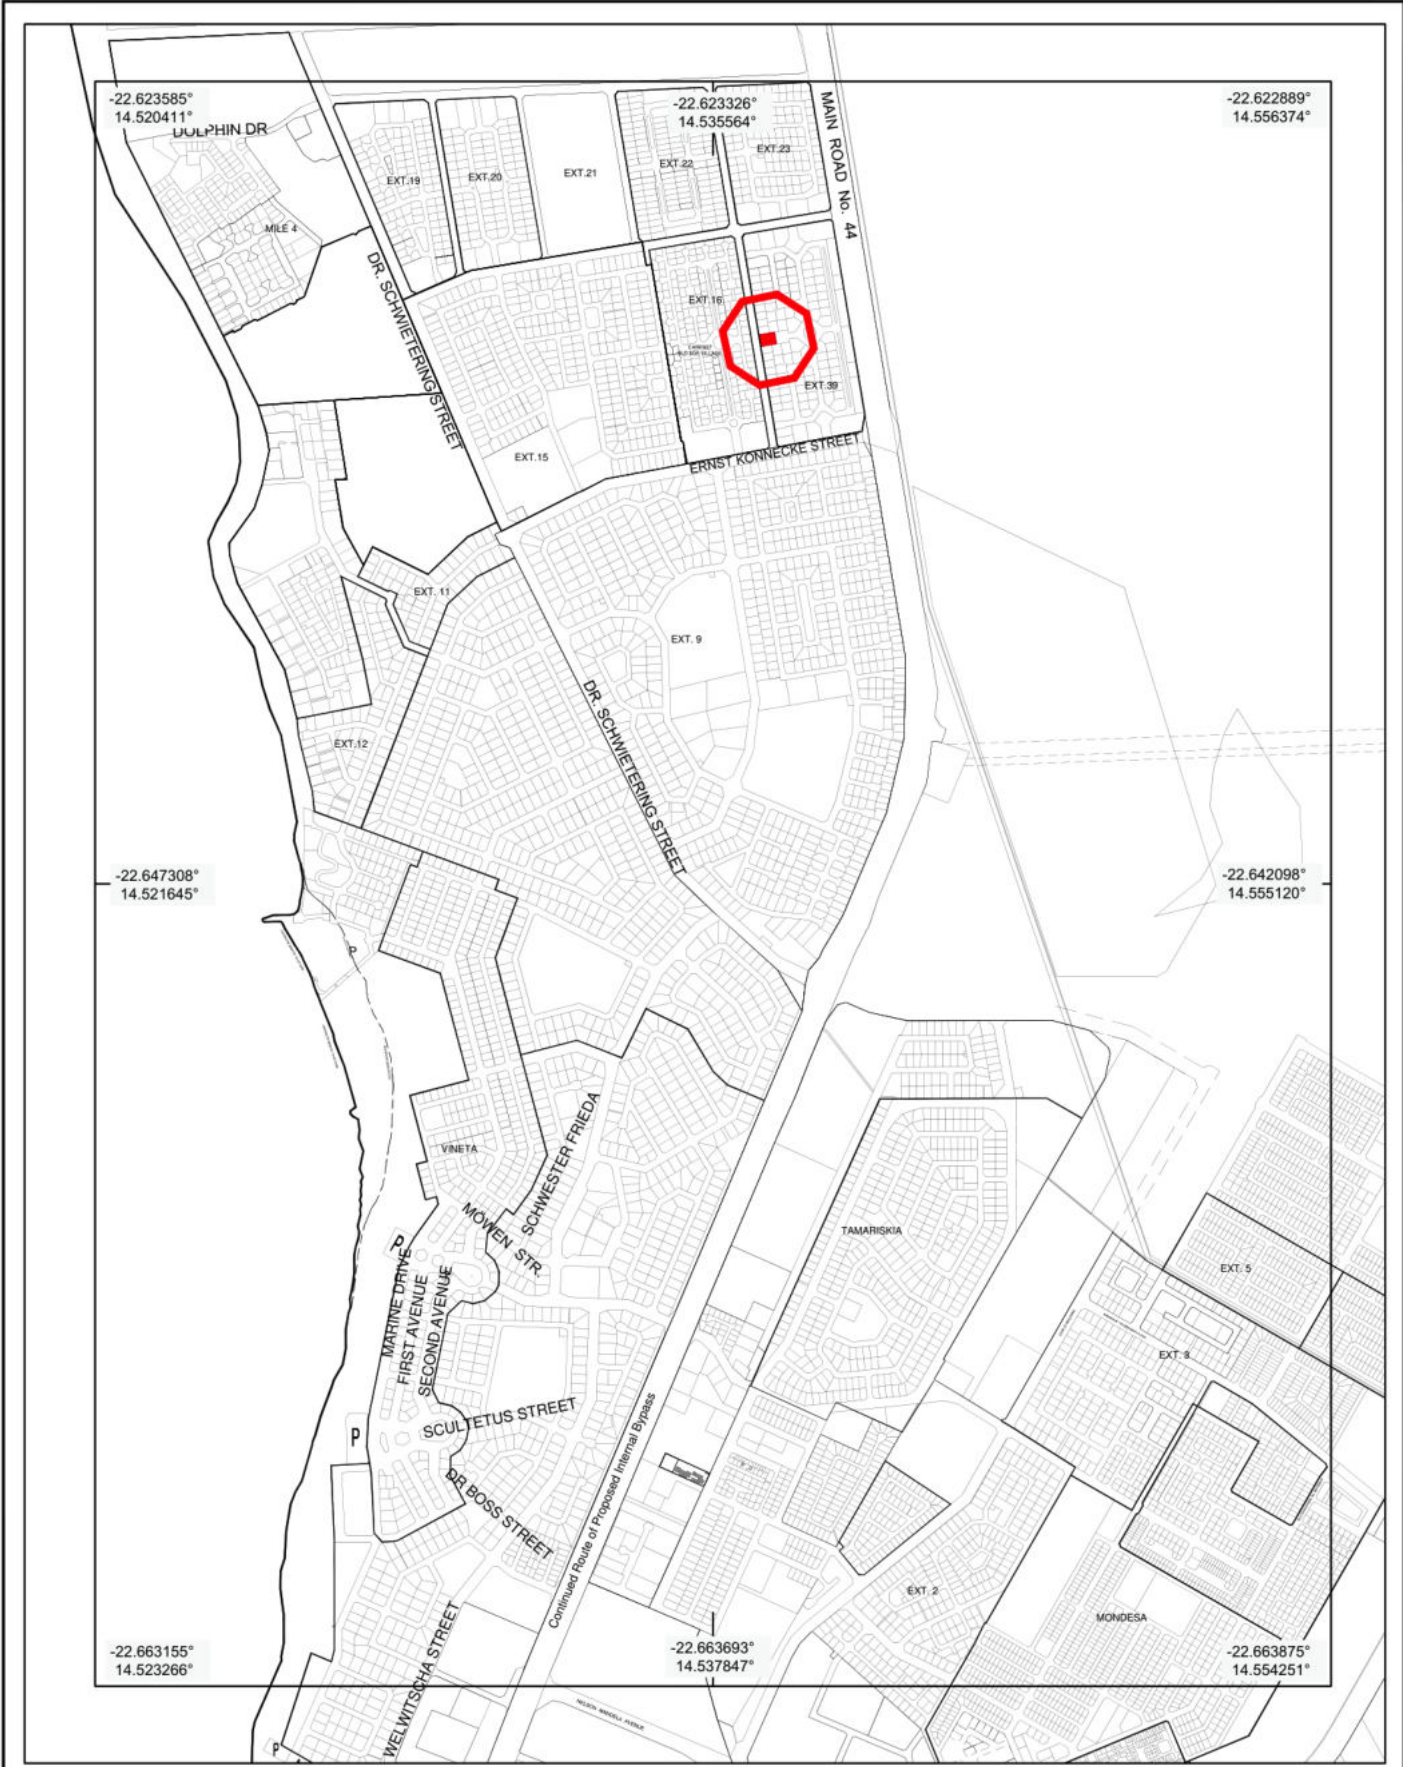 -22.623585°
14.520411°
-22.623326°
14.535564°
-22.622889°
14.556374°
DOLPHIN DR
MAIN ROAD No. 44
EXT.19
EXT.20
EXT.21
EXT.22
EXT.23
MILE 4
DR. SCHWIETERING STREET
EXT.16
EXT.39
EXT.15
ERNST KONNECKE STREET
EXT. 11
EXT. 9
DR. SCHWIETERING STREET
EXT.12
-22.647308°
14.521645°
-22.642098°
14.555120°
P
VINETA
SCHWESTER FRIEDA
MÖWEN STR.
TAMARISKIA
P
MARINE DRIVE
FIRST AVENUE
SECOND AVENUE
EXT. 5
EXT. 3
SCULTETUS STREET
P
DR BOSS STREET
Continued Route of Proposed Internal Bypass
EXT. 2
MONDESA
WELWITSCHA STREET
-22.663155°
14.523266°
-22.663693°
14.537847°
-22.663875°
14.554251°
NELSON MANDELA AVENUE
P